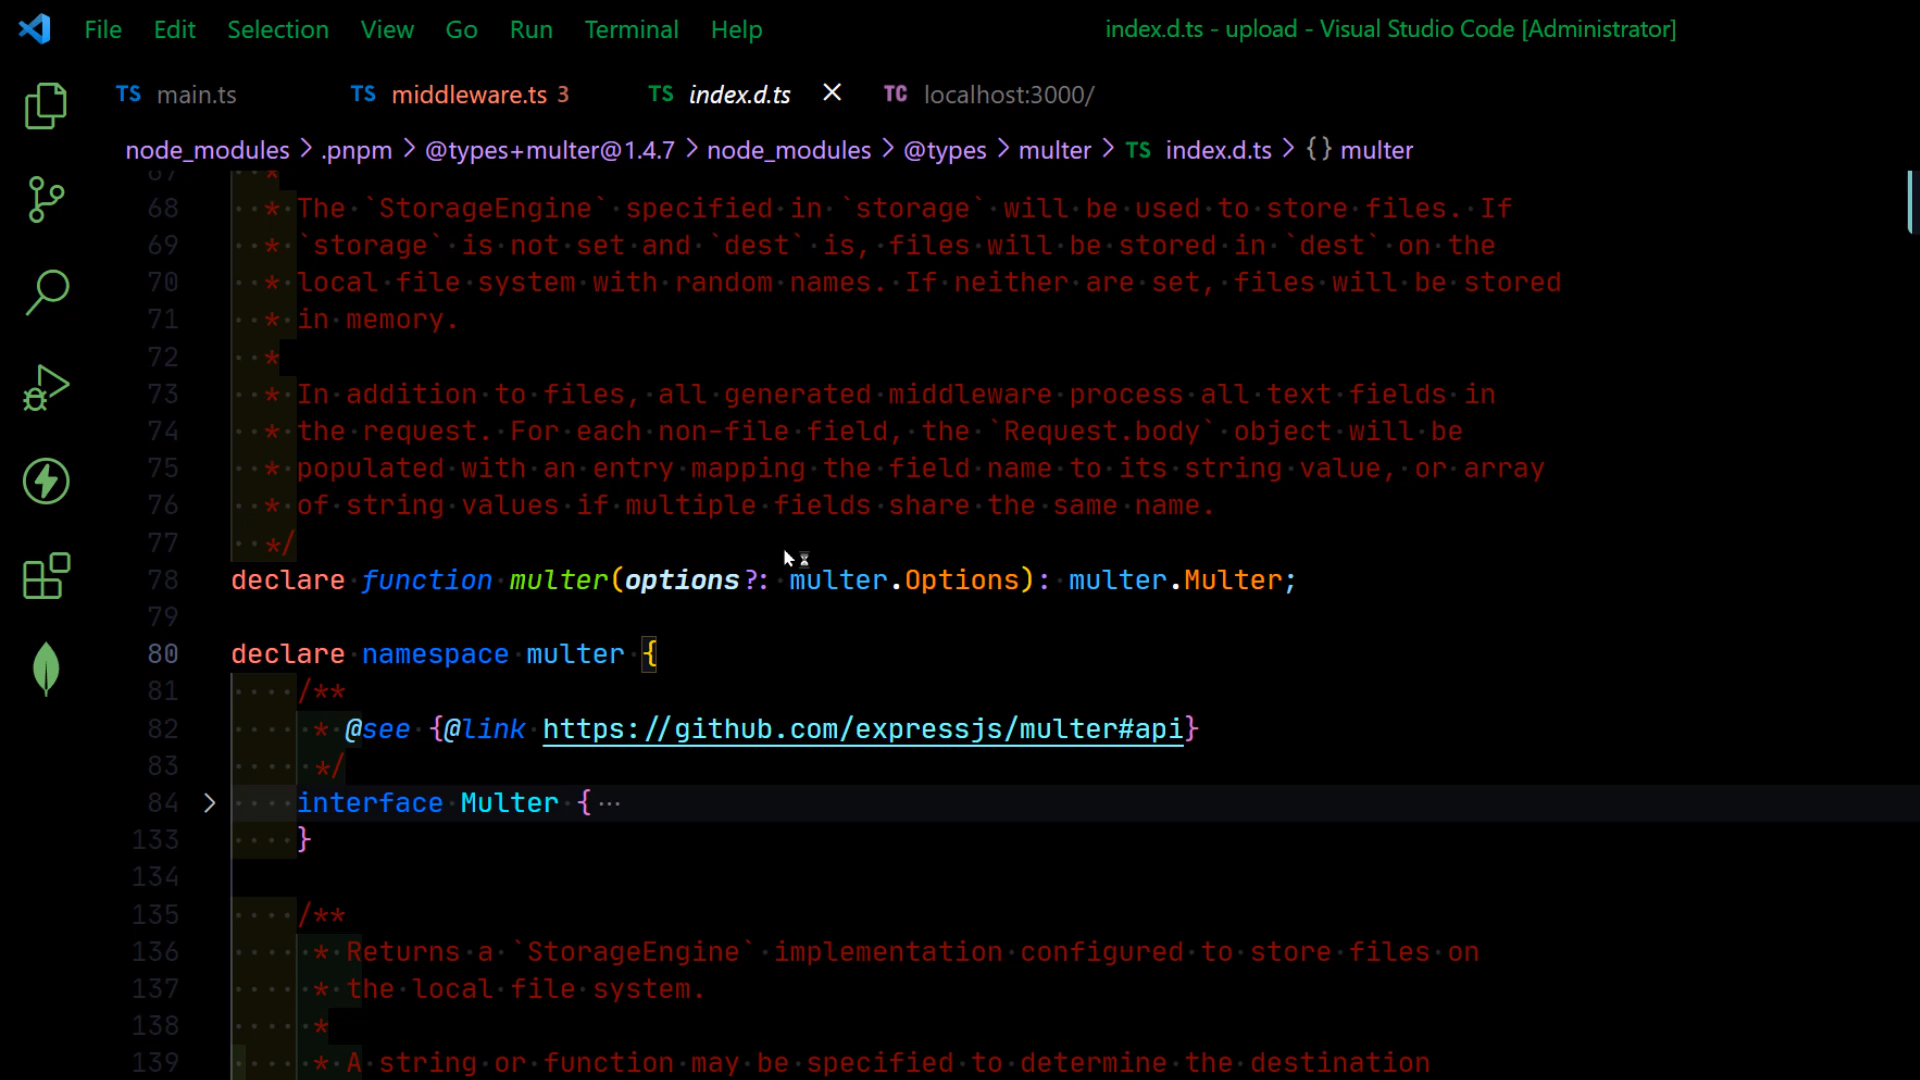 File Edit Selection View Go Run Terminal Help index.d.ts - upload - Visual Studio Code [Administrator]
TS main.ts TS middleware.ts 3 TS index.d.ts TC localhost:3000/
node_modules > .pnpm > @types+multer@1.4.7 > node_modules > @types > multer > TS index.d.ts > {} multer
67 *
68 * The `StorageEngine` specified in `storage` will be used to store files. If
69 * `storage` is not set and `dest` is, files will be stored in `dest` on the
70 * local file system with random names. If neither are set, files will be stored
71 * in memory.
72 *
73 * In addition to files, all generated middleware process all text fields in
74 * the request. For each non-file field, the `Request.body` object will be
75 * populated with an entry mapping the field name to its string value, or array
76 * of string values if multiple fields share the same name.
77 */
78 declare function multer(options?: multer.Options): multer.Multer;
79
80 declare namespace multer {
81 /**
82 * @see {@link https://github.com/expressjs/multer#api}
83 */
84 > interface Multer { ···
133 }
134
135 /**
136 * Returns a `StorageEngine` implementation configured to store files on
137 * the local file system.
138 *
139 * A string or function may be specified to determine the destination